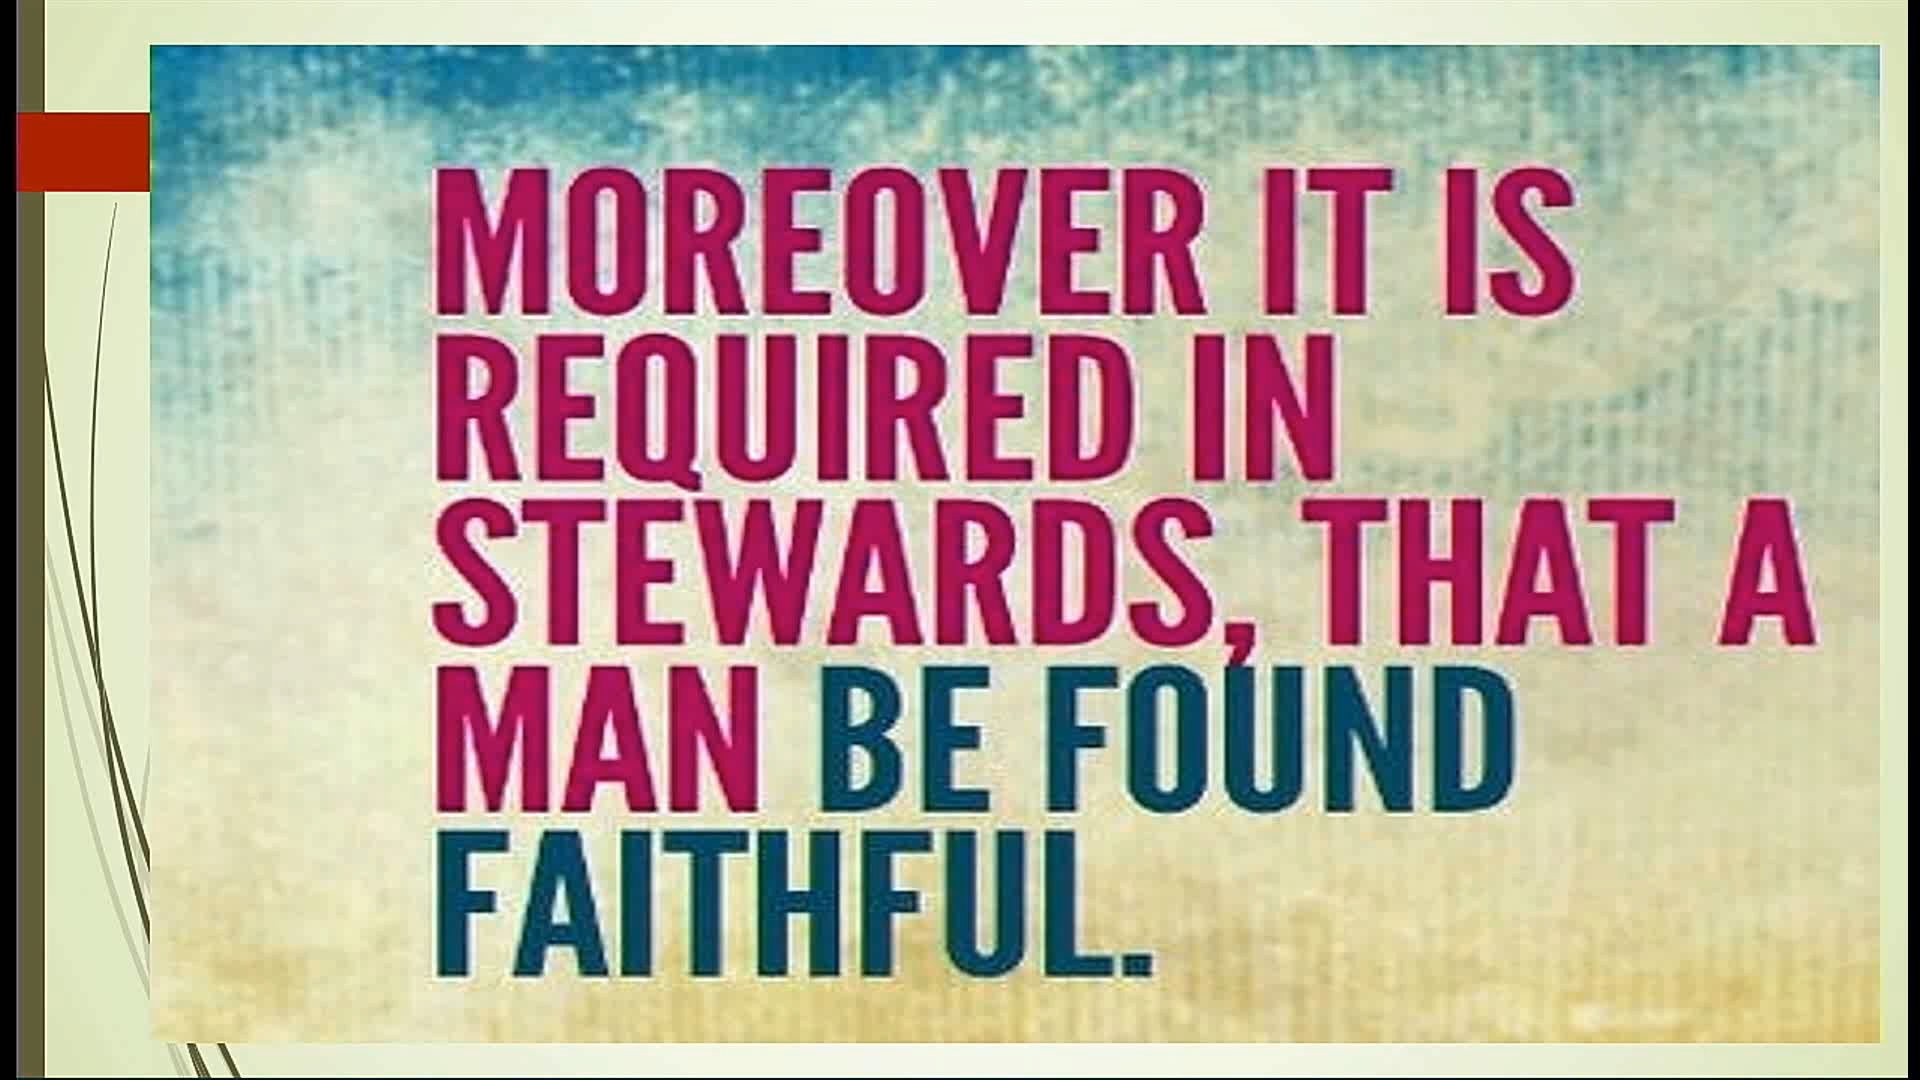 MOREOVER IT IS
REQUIRED IN
STEWARDS, THAT A
MAN BE FOUND
FAITHFUL.